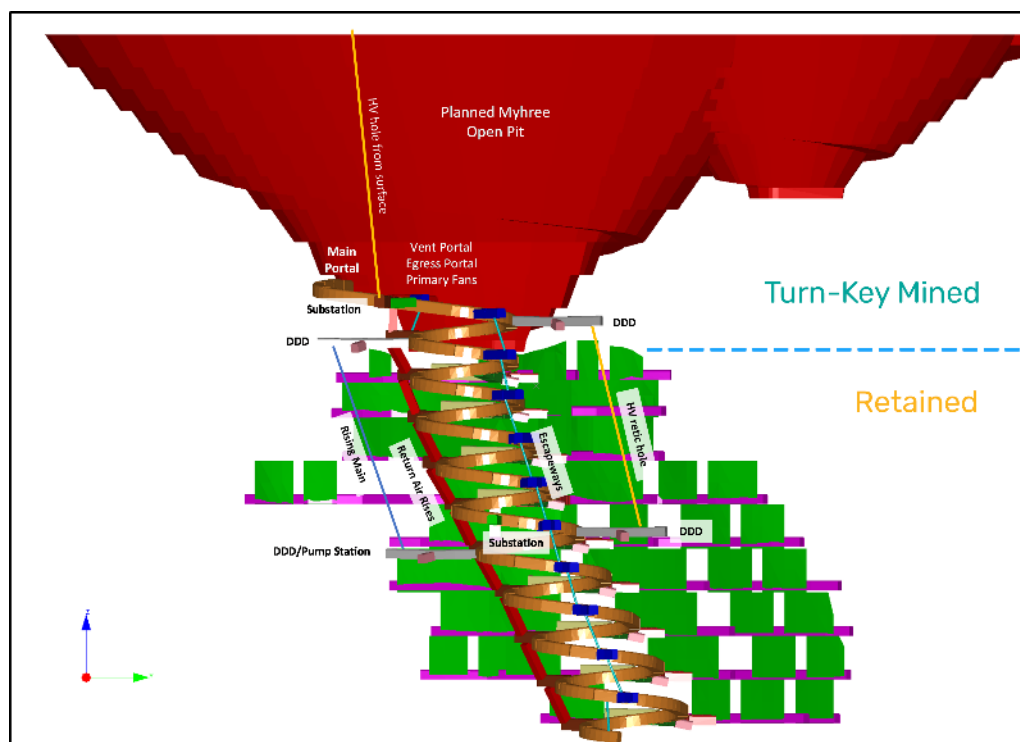 Planned Myhree
Open Pit
HV hole from surface
Vent Portal
Egress Portal
Primary Fans
Main
Portal
Substation
DDD
DDD
Turn-Key Mined
Retained
Rising Main
Return Air Rises
Escapeways
HV retic hole
Substation
DDD
DDD/Pump Station